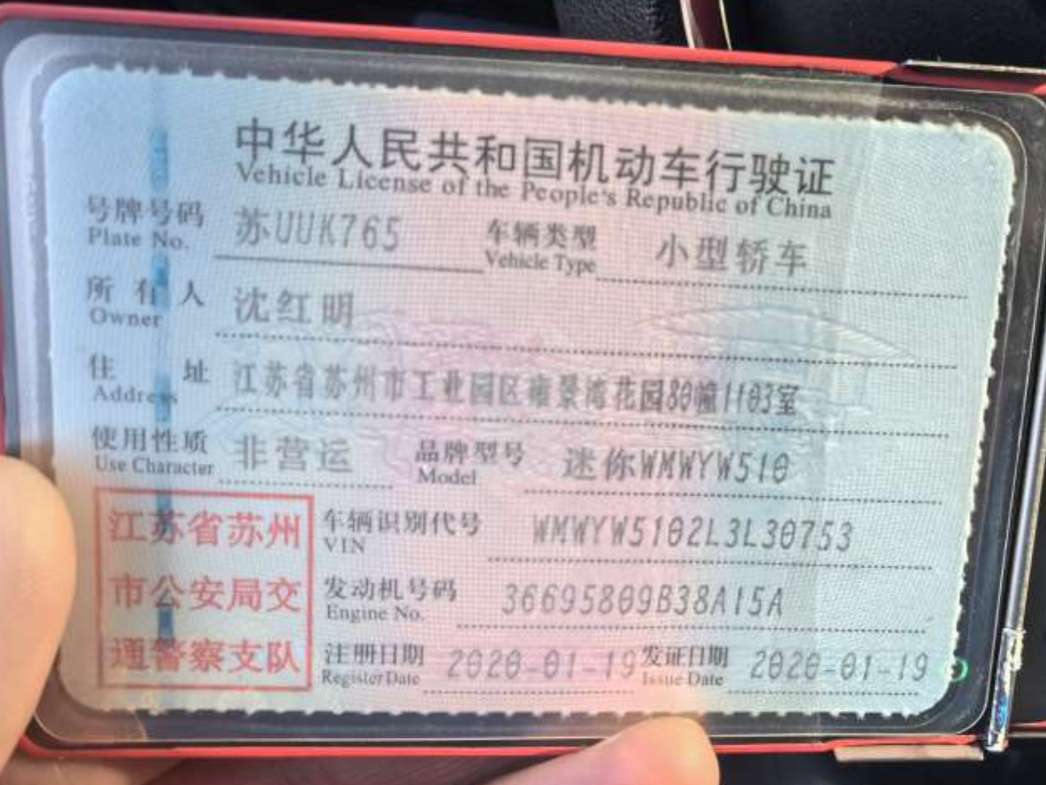 中华人民共和国机动车行驶证
Vehicle License of the People's Republic of China
号牌号码 苏UUK765 车辆类型 小型轿车
Plate No. Vehicle Type
所有人 沈红明
Owner
住址 江苏省苏州市工业园区雍景湾花园80幢1103室
Address
使用性质 非营运 品牌型号 迷你WMWYW510
Use Character Model
江苏省苏州
市公安局交
通警察支队
车辆识别代号 WMWYW5102L3L30753
VIN
发动机号码 36695809B38A15A
Engine No.
注册日期 2020-01-19 发证日期 2020-01-19
Register Date Issue Date